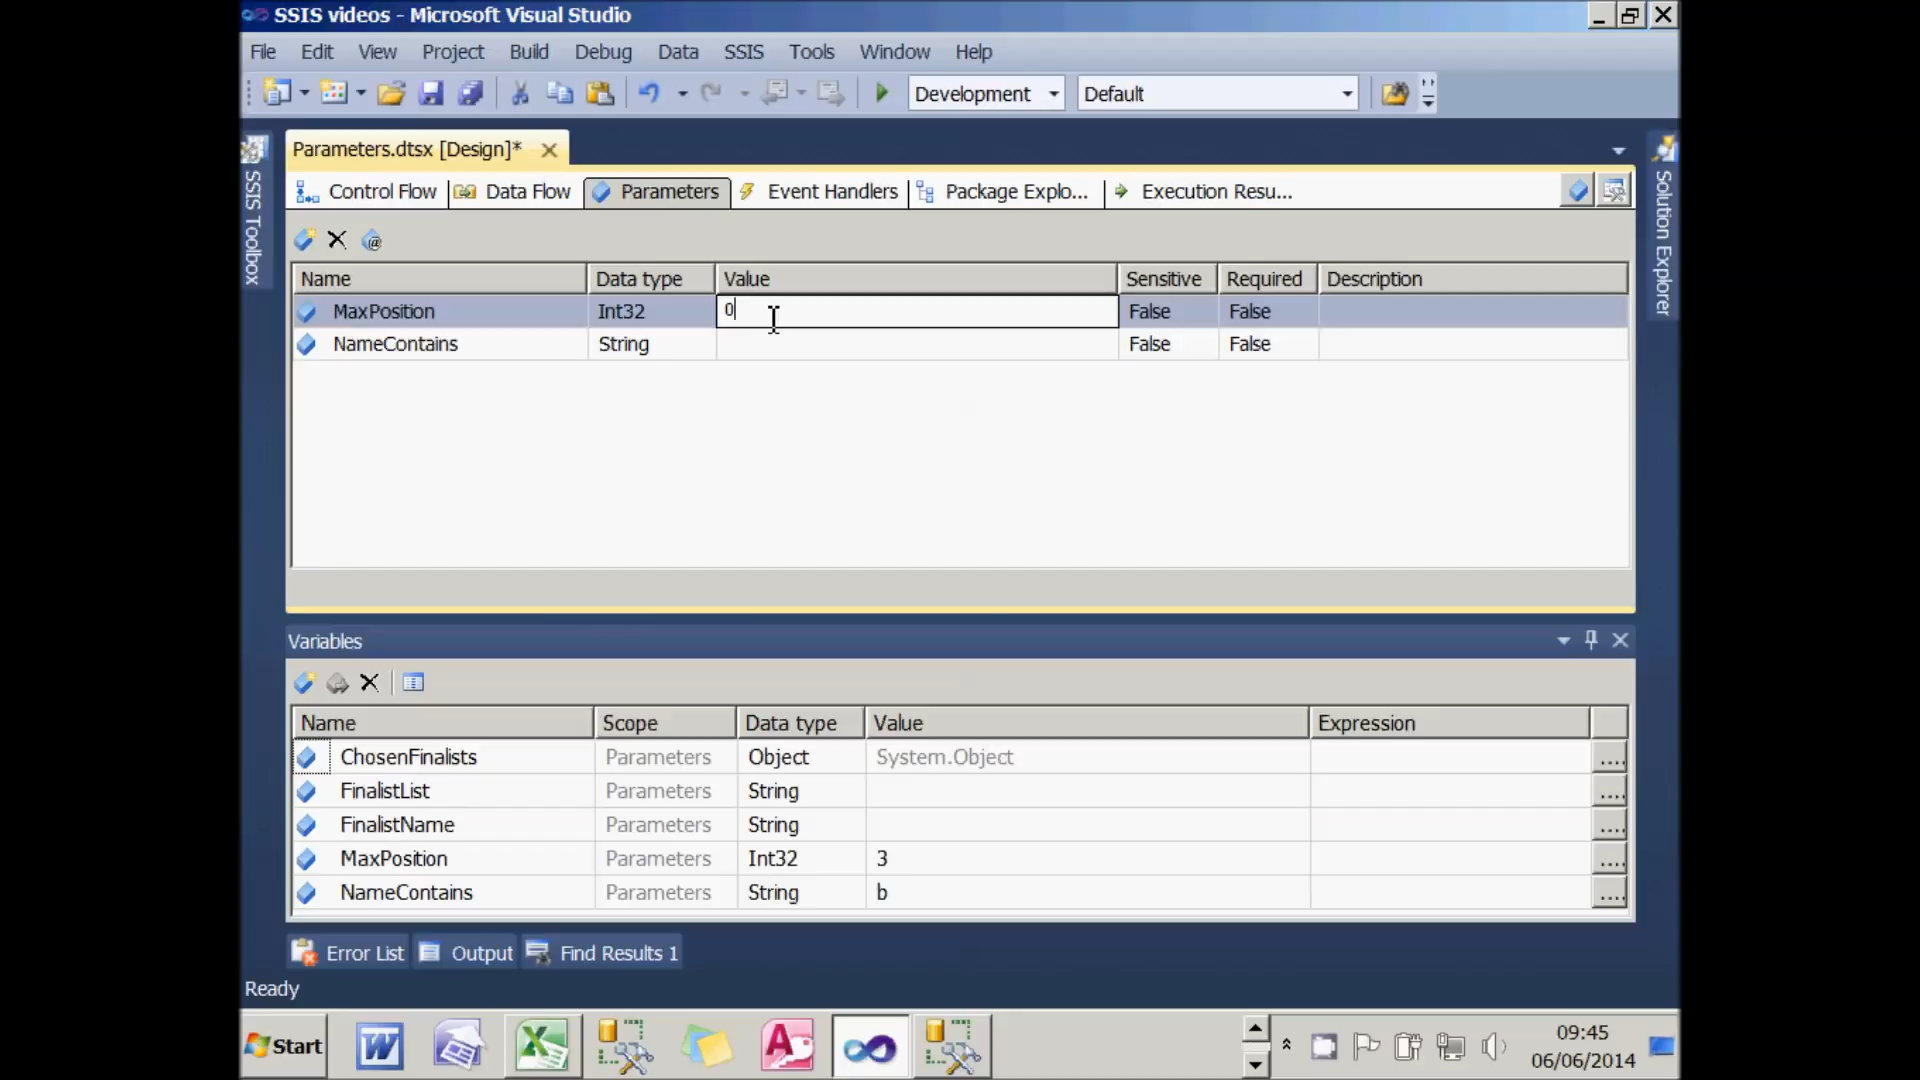 SSIS videos - Microsoft Visual Studio
File Edit View Project Build Debug Data SSIS Tools Window Help
Development Default
SSIS Toolbox
Parameters.dtsx [Design]*
Solution Explorer
Control Flow Data Flow Parameters Event Handlers Package Explo... Execution Resu...
Name Data type Value Sensitive Required Description
MaxPosition Int32 0 False False
NameContains String False False
Variables
Name Scope Data type Value Expression
ChosenFinalists Parameters Object System.Object ....
FinalistList Parameters String ....
FinalistName Parameters String ....
MaxPosition Parameters Int32 3 ....
NameContains Parameters String b ....
Error List Output Find Results 1
Ready
Start
09:45
06/06/2014